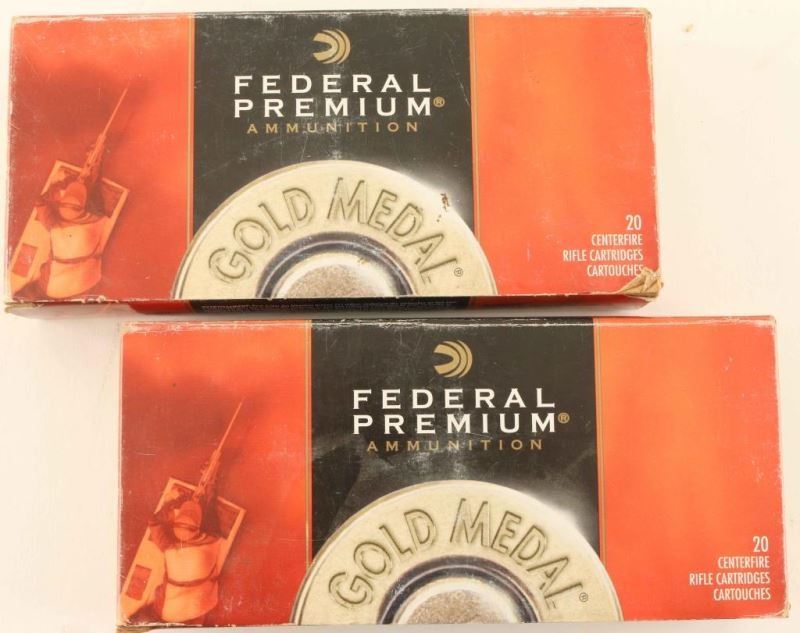 FEDERAL
PREMIUM®
AMMUNITION
GOLD MEDAL®
20
CENTERFIRE
RIFLE CARTRIDGES
CARTOUCHES
FEDERAL
PREMIUM®
AMMUNITION
GOLD MEDAL®
20
CENTERFIRE
RIFLE CARTRIDGES
CARTOUCHES